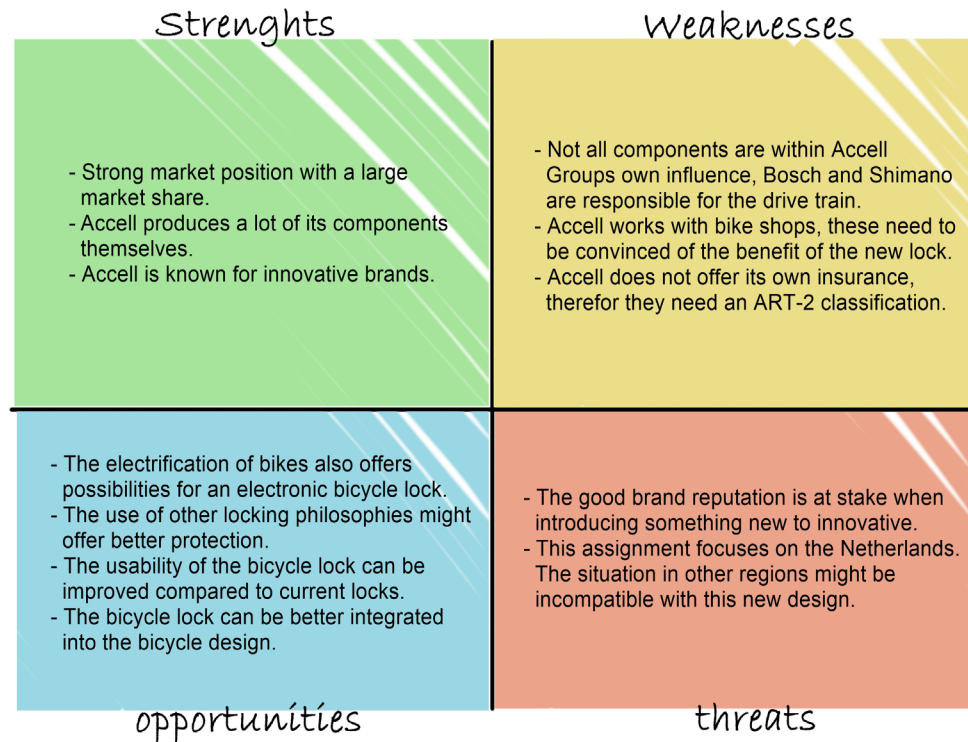 Strenghts
- Strong market position with a large
market share.
- Accell produces a lot of its components
themselves.
- Accell is known for innovative brands.
Weaknesses
- Not all components are within Accell
Groups own influence, Bosch and Shimano
are responsible for the drive train.
- Accell works with bike shops, these need to
be convinced of the benefit of the new lock.
- Accell does not offer its own insurance,
therefor they need an ART-2 classification.
- The electrification of bikes also offers
possibilities for an electronic bicycle lock.
- The use of other locking philosophies might
offer better protection.
- The usability of the bicycle lock can be
improved compared to current locks.
- The bicycle lock can be better integrated
into the bicycle design.
opportunities
- The good brand reputation is at stake when
introducing something new to innovative.
- This assignment focuses on the Netherlands.
The situation in other regions might be
incompatible with this new design.
threats